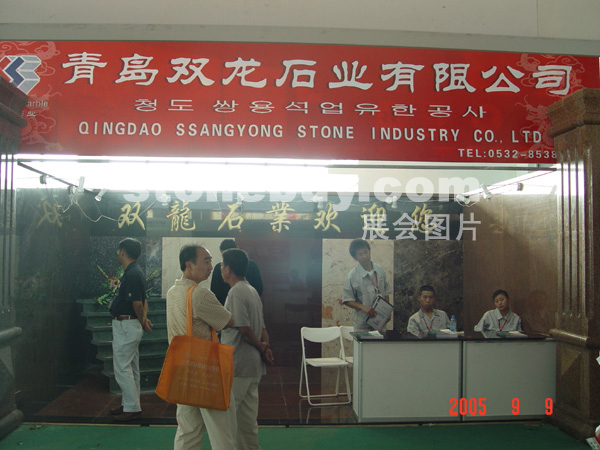 青岛双龙石业有限公司
청도 쌍용석업유한공사
QINGDAO SSANGYONG STONE INDUSTRY CO., LTD
TEL:0532-8538
stonebuy.com
双龍石業欢迎您
展会图片
2005 9 9